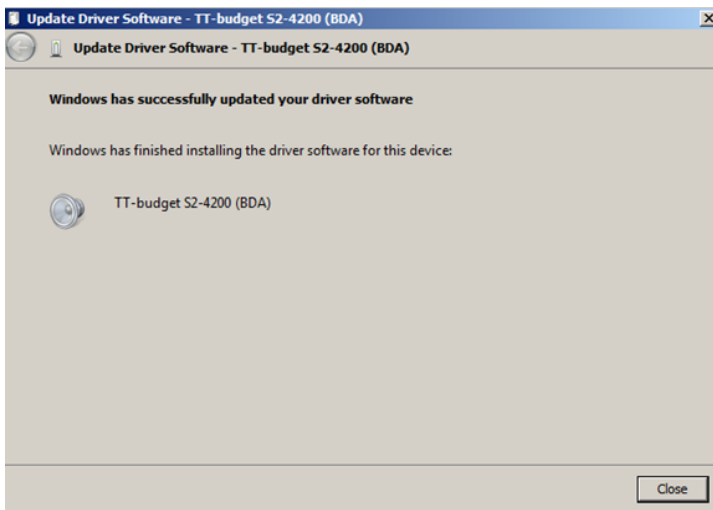 Update Driver Software - TT-budget S2-4200 (BDA)
Update Driver Software - TT-budget S2-4200 (BDA)
Windows has successfully updated your driver software
Windows has finished installing the driver software for this device:
TT-budget S2-4200 (BDA)
Close